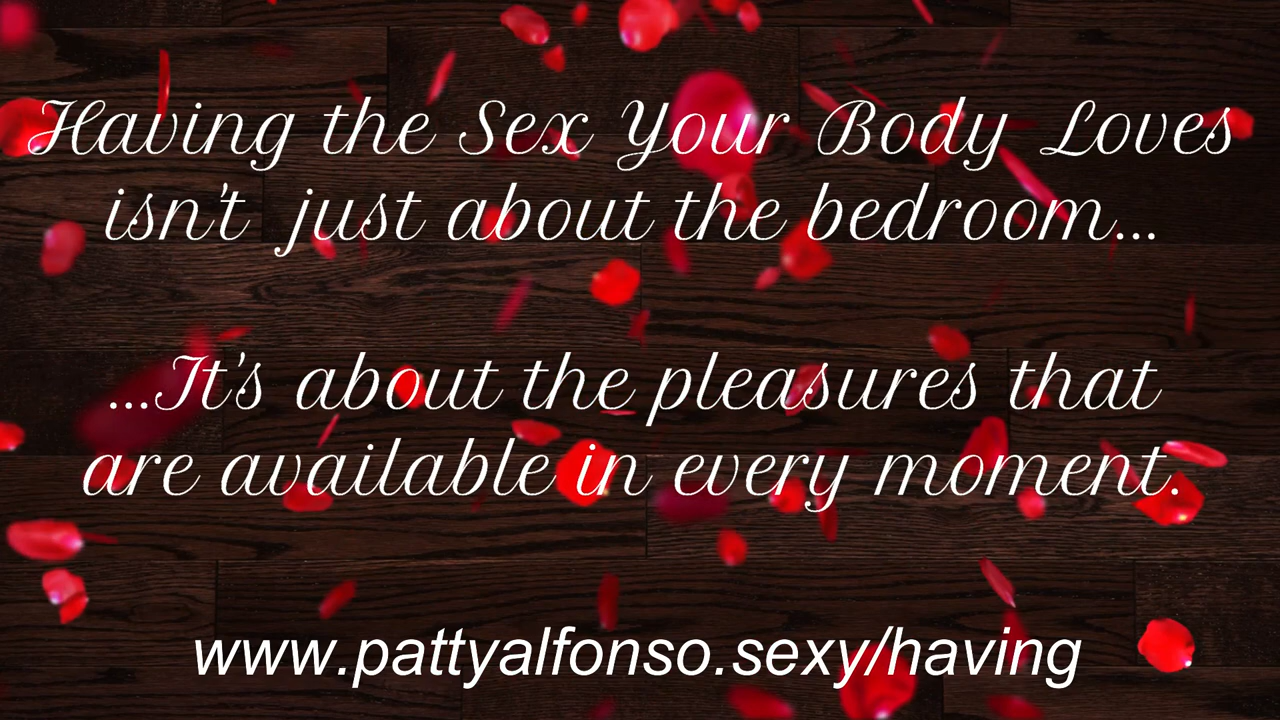 Having the Sex Your Body Loves
isn't just about the bedroom...
...It's about the pleasures that
are available in every moment.
www.pattyalfonso.sexy/having